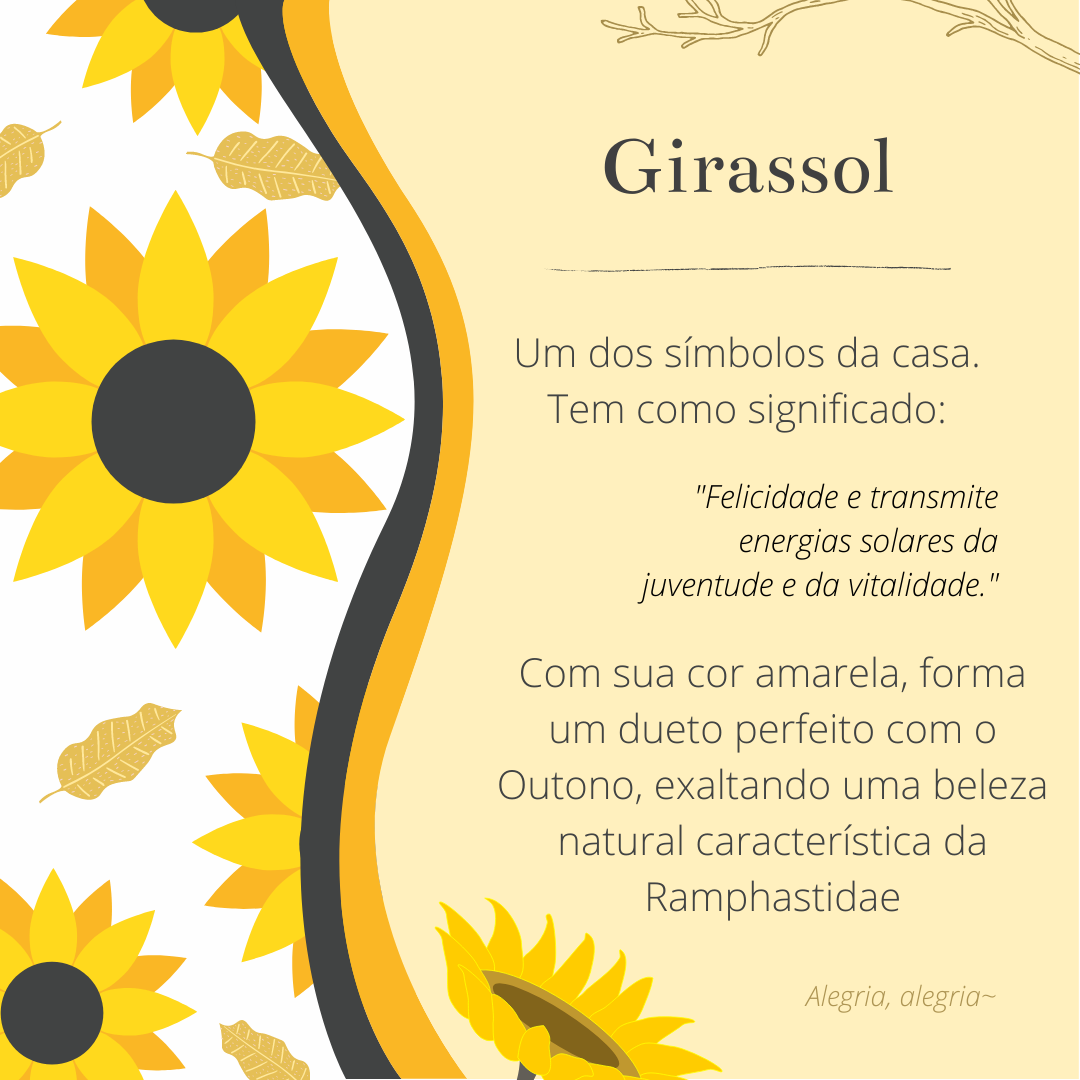 Girassol
Um dos símbolos da casa.
Tem como significado:
"Felicidade e transmite
energias solares da
juventude e da vitalidade."
Com sua cor amarela, forma
um dueto perfeito com o
Outono, exaltando uma beleza
natural característica da
Ramphastidae
Alegria, alegria~